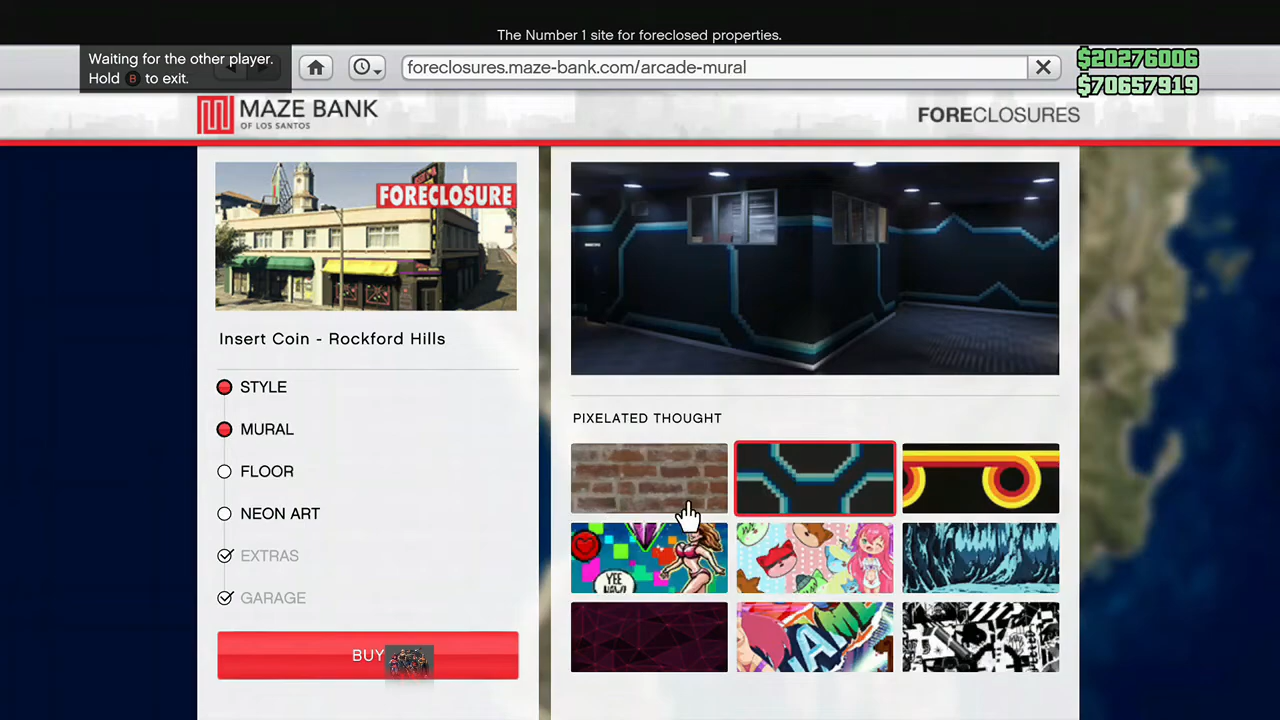 The Number 1 site for foreclosed properties.
Waiting for the other player.
Hold B to exit.
foreclosures.maze-bank.com/arcade-mural
$20276006
$70657919
MAZE BANK
OF LOS SANTOS
FORECLOSURES
FORECLOSURE
Insert Coin - Rockford Hills
STYLE
MURAL
FLOOR
NEON ART
EXTRAS
GARAGE
BUY
PIXELATED THOUGHT
YEE